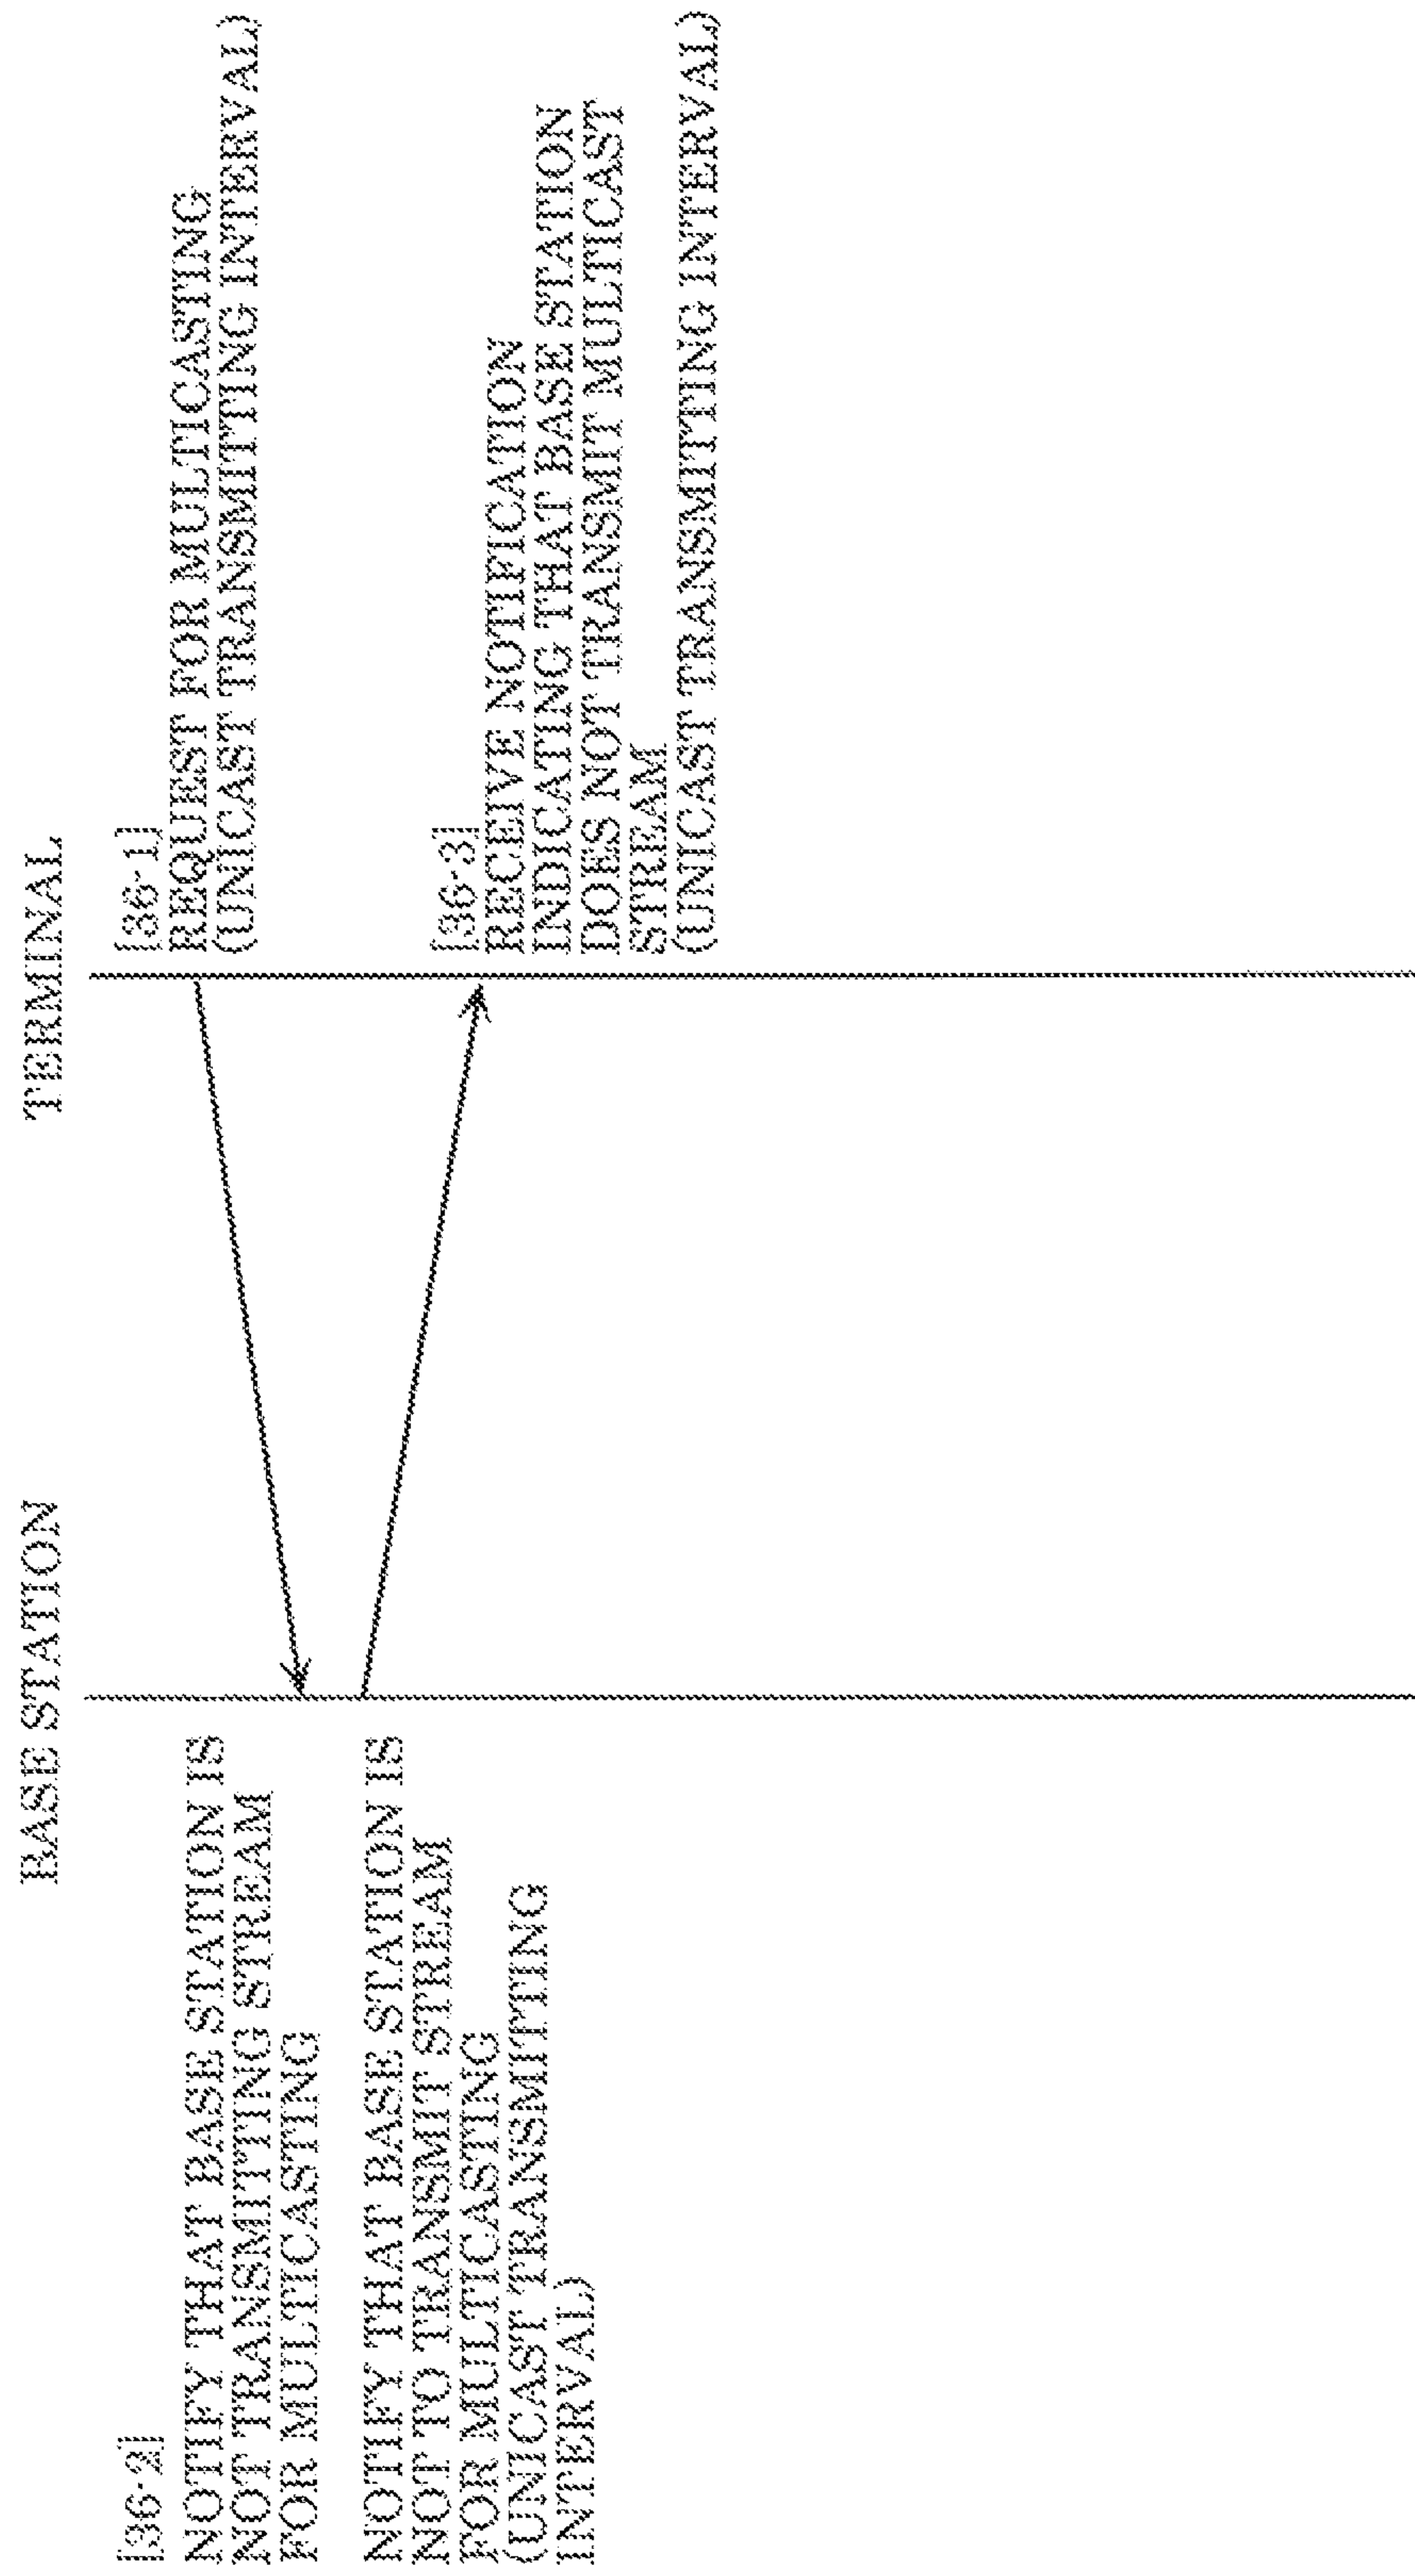 BASE STATION
TERMINAL
[36-1]
REQUEST FOR MULTICASTING
(UNICAST TRANSMITTING INTERVAL)
[36-2]
NOTIFY THAT BASE STATION IS
NOT TRANSMITTING STREAM
FOR MULTICASTING
NOTIFY THAT BASE STATION IS
NOT TO TRANSMIT STREAM
FOR MULTICASTING
(UNICAST TRANSMITTING
INTERVAL)
[36-3]
RECEIVE NOTIFICATION
INDICATING THAT BASE STATION
DOES NOT TRANSMIT MULTICAST
STREAM
(UNICAST TRANSMITTING INTERVAL)